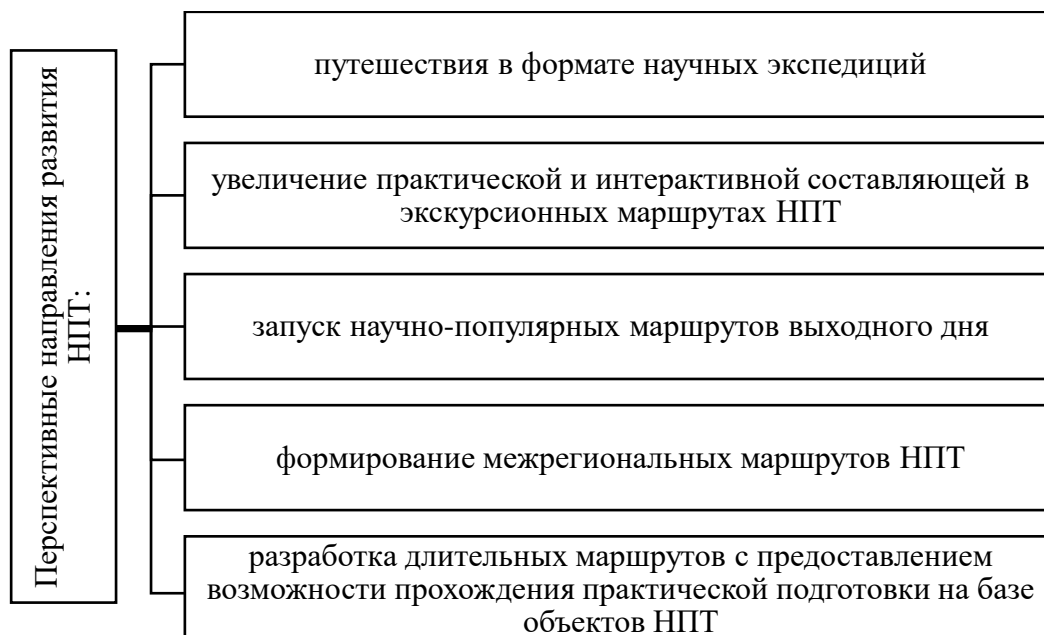 Перспективные направления развития
НПТ:
путешествия в формате научных экспедиций
увеличение практической и интерактивной составляющей в
экскурсионных маршрутах НПТ
запуск научно-популярных маршрутов выходного дня
формирование межрегиональных маршрутов НПТ
разработка длительных маршрутов с предоставлением
возможности прохождения практической подготовки на базе
объектов НПТ